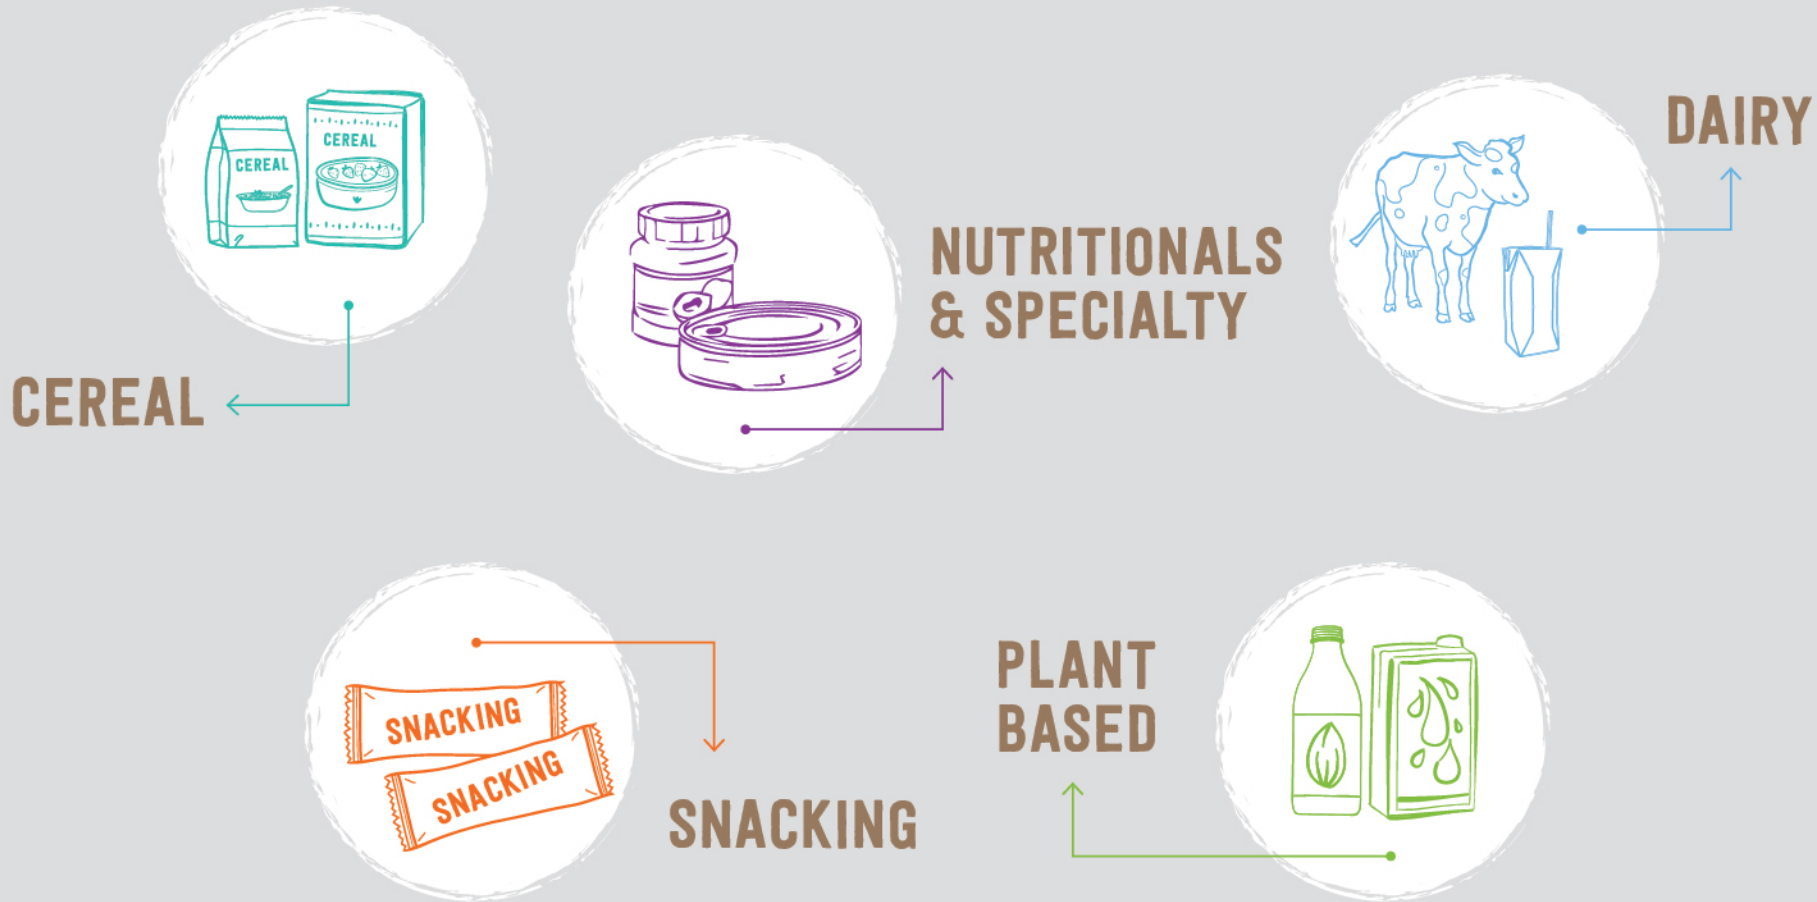 CEREAL
CEREAL
CEREAL
NUTRITIONALS
& SPECIALTY
DAIRY
SNACKING
SNACKING
SNACKING
PLANT
BASED